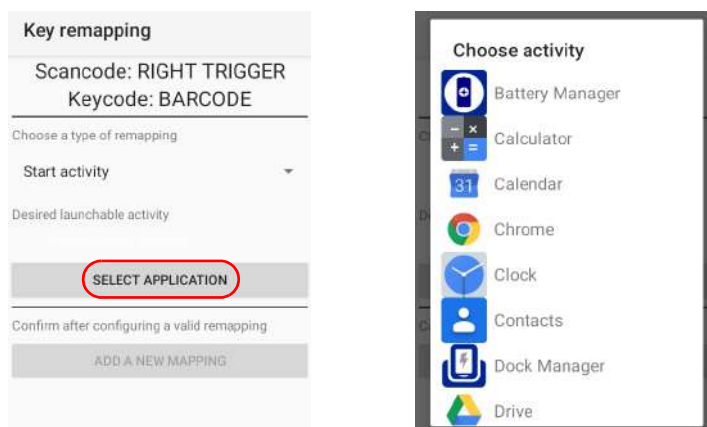 Key remapping
Scancode: RIGHT TRIGGER
Keycode: BARCODE
Choose a type of remapping
Start activity
Desired launchable activity
SELECT APPLICATION
Confirm after configuring a valid remapping
ADD A NEW MAPPING
Choose activity
Battery Manager
Calculator
31 Calendar
Chrome
Clock
Contacts
Dock Manager
Drive